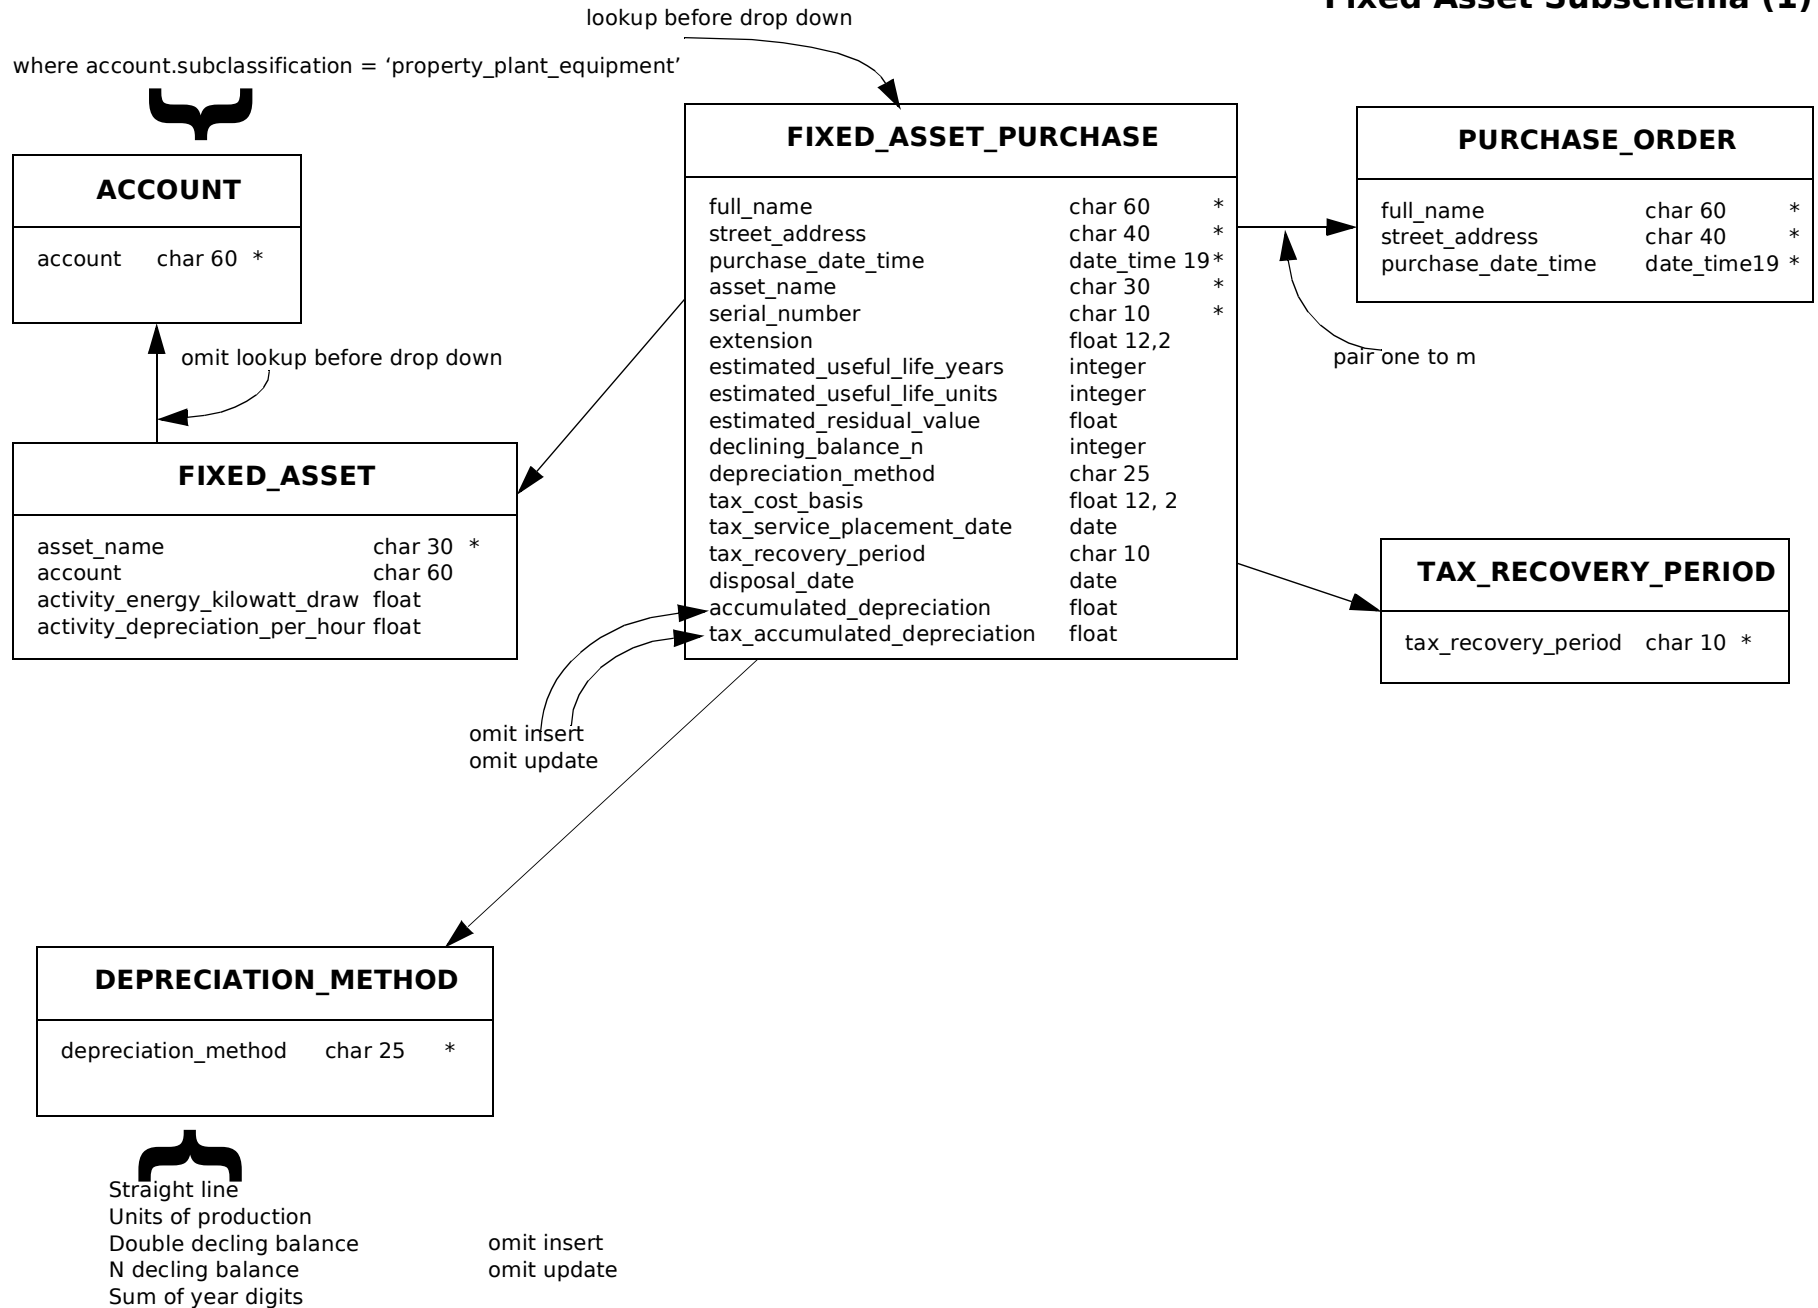 Fixed Asset Subschema (1)
lookup before drop down
where account.subclassification = ‘property_plant_equipment’
ACCOUNT
account char 60 *
omit lookup before drop down
FIXED_ASSET
asset_name char 30 *
account char 60
activity_energy_kilowatt_draw float
activity_depreciation_per_hour float
FIXED_ASSET_PURCHASE
full_name char 60 *
street_address char 40 *
purchase_date_time date_time 19 *
asset_name char 30 *
serial_number char 10 *
extension float 12,2
estimated_useful_life_years integer
estimated_useful_life_units integer
estimated_residual_value float
declining_balance_n integer
depreciation_method char 25
tax_cost_basis float 12, 2
tax_service_placement_date date
tax_recovery_period char 10
disposal_date date
accumulated_depreciation float
tax_accumulated_depreciation float
PURCHASE_ORDER
full_name char 60 *
street_address char 40 *
purchase_date_time date_time19 *
pair one to m
TAX_RECOVERY_PERIOD
tax_recovery_period char 10 *
omit insert
omit update
DEPRECIATION_METHOD
depreciation_method char 25 *
Straight line
Units of production
Double decling balance
N decling balance
Sum of year digits
omit insert
omit update